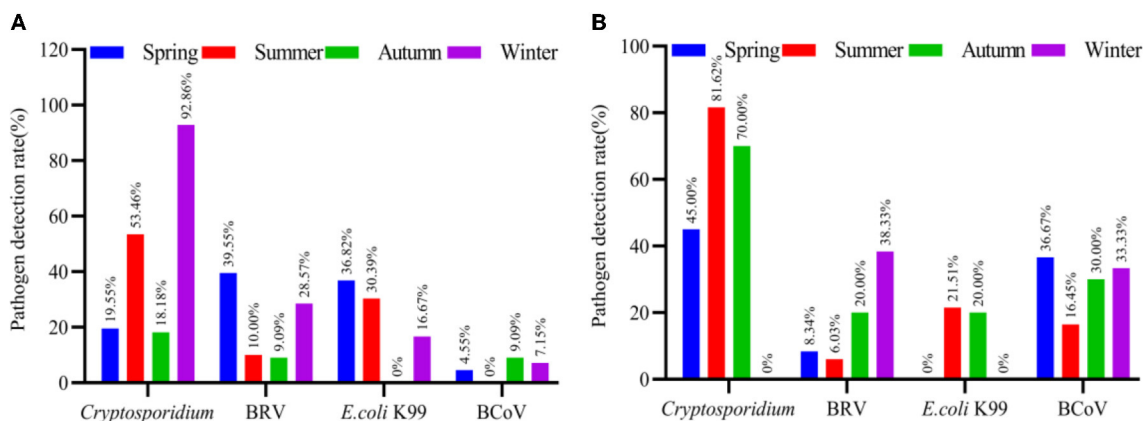 A
120
100
80
60
40
20
0
Pathogen detection rate(%)
Spring Summer Autumn Winter
19.55% 53.46% 18.18% 92.86%
39.55% 10.00% 9.09% 28.57%
36.82% 30.39% 0% 16.67%
4.55% 0% 9.09% 7.15%
Cryptosporidium BRV E.coli K99 BCoV
B
100
80
60
40
20
0
Pathogen detection rate(%)
Spring Summer Autumn Winter
45.00% 81.62% 70.00% 0%
8.34% 6.03% 20.00% 38.33%
0% 21.51% 20.00% 0%
36.67% 16.45% 30.00% 33.33%
Cryptosporidium BRV E.coli K99 BCoV